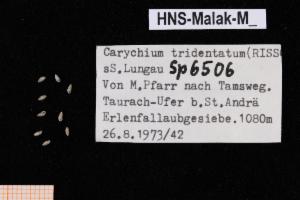 HNS-Malak-M_
Carychium tridentatum(RISS
sS.Lungau Sp6506
Von M.Pfarr nach Tamsweg.
Taurach-Ufer b.St.Andrä
Erlenfallaubgesiebe.1080m
26.8.1973/42